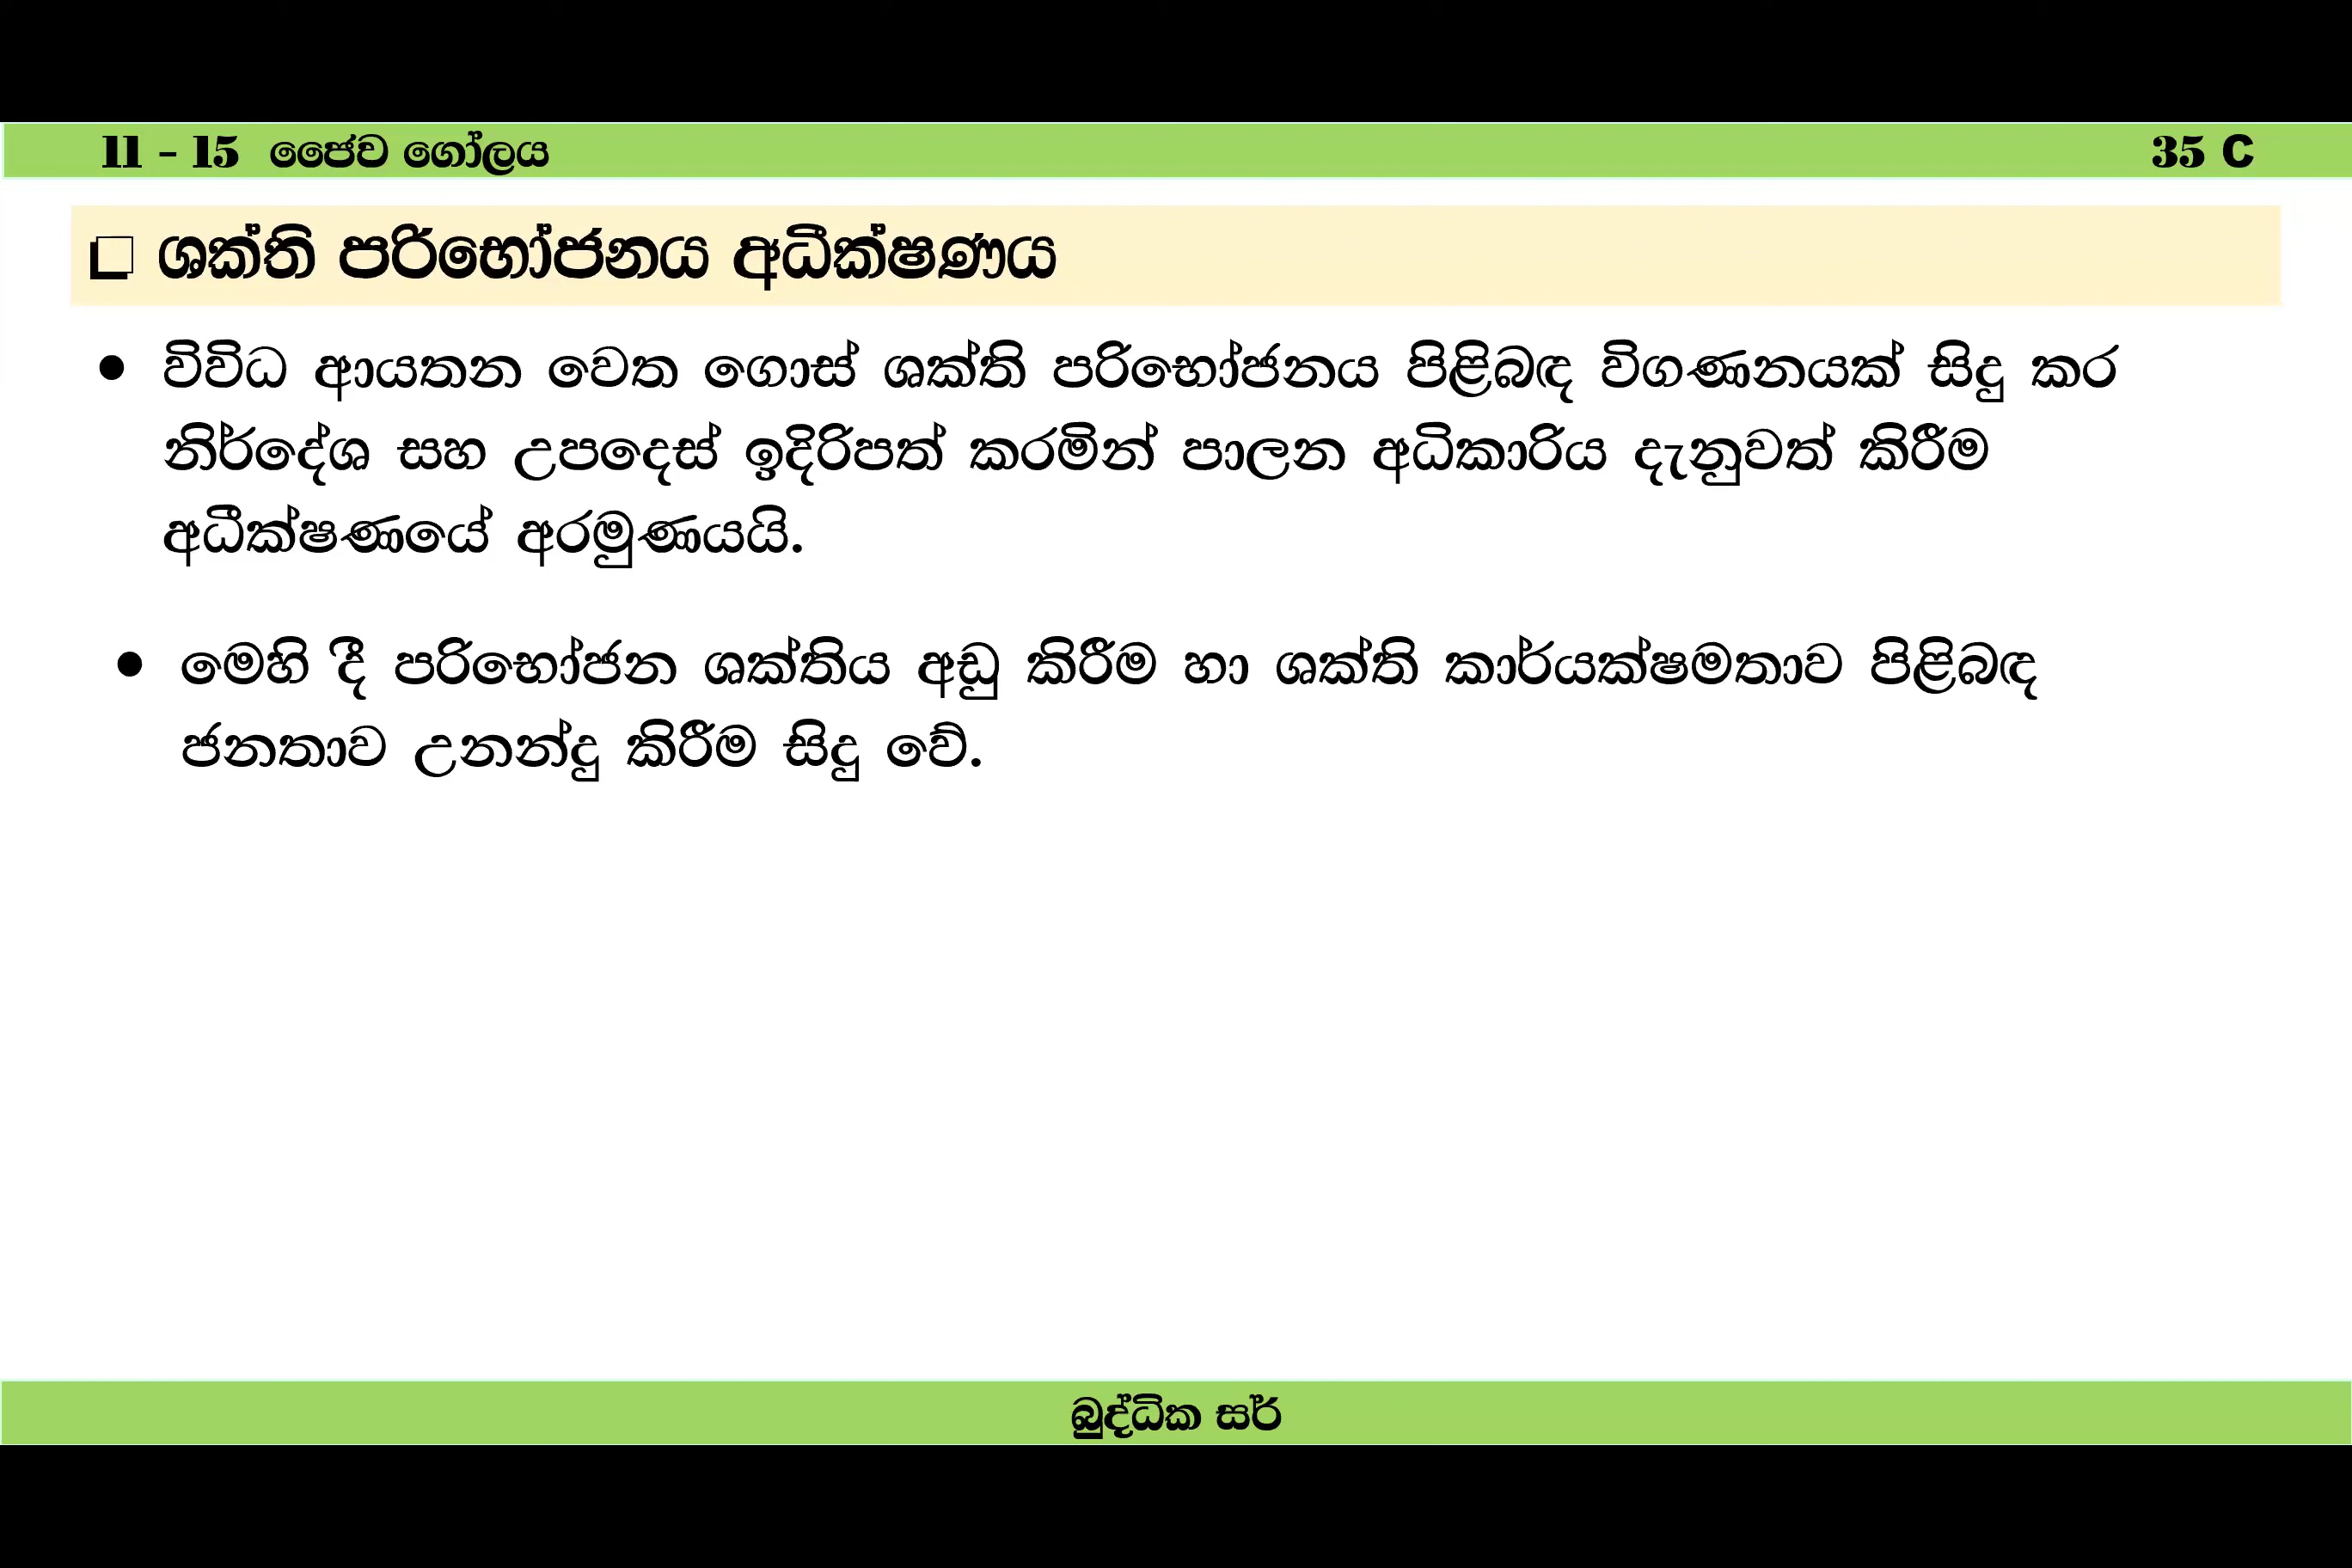 11 - 15 ජෛව ගෝලය
35 C
❑ ශක්ති පරිභෝජනය අධීක්ෂණය
• විවිධ ආයතන වෙත ගොස් ශක්ති පරිභෝජනය පිළිබඳ විගණනයක් සිදු කර
නිර්දේශ සහ උපදෙස් ඉදිරිපත් කරමින් පාලන අධිකාරිය දැනුවත් කිරීම
අධීක්ෂණයේ අරමුණයයි.
• මෙහි දී පරිභෝජන ශක්තිය අඩු කිරීම හා ශක්ති කාර්යක්ෂමතාව පිළිබඳ
ජනතාව උනන්දු කිරීම සිදු වේ.
බුද්ධික සර්